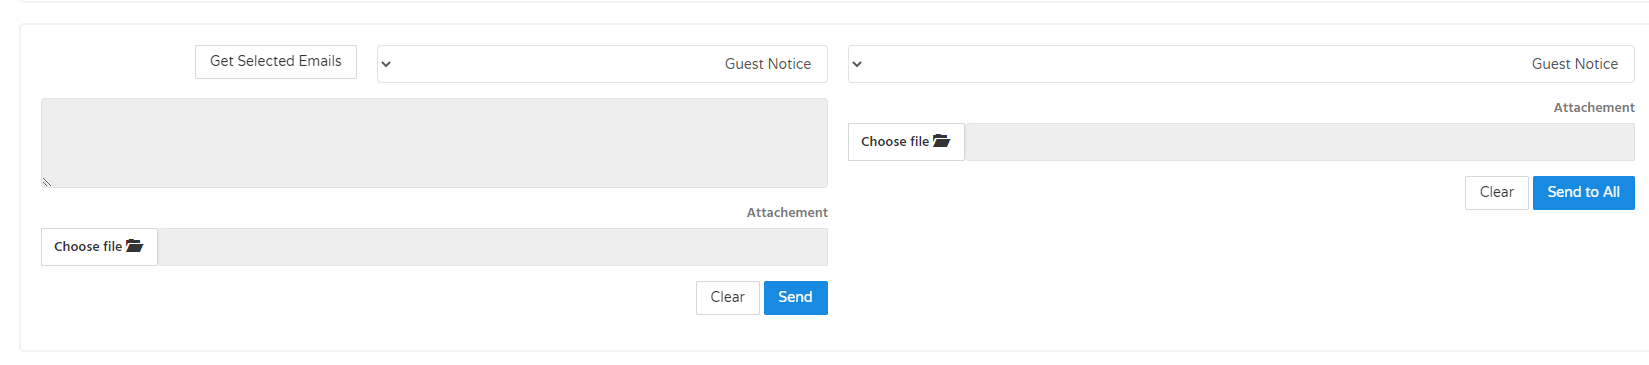 Get Selected Emails
Guest Notice
Attachement
Choose file
Clear
Send
Guest Notice
Attachement
Choose file
Clear
Send to All